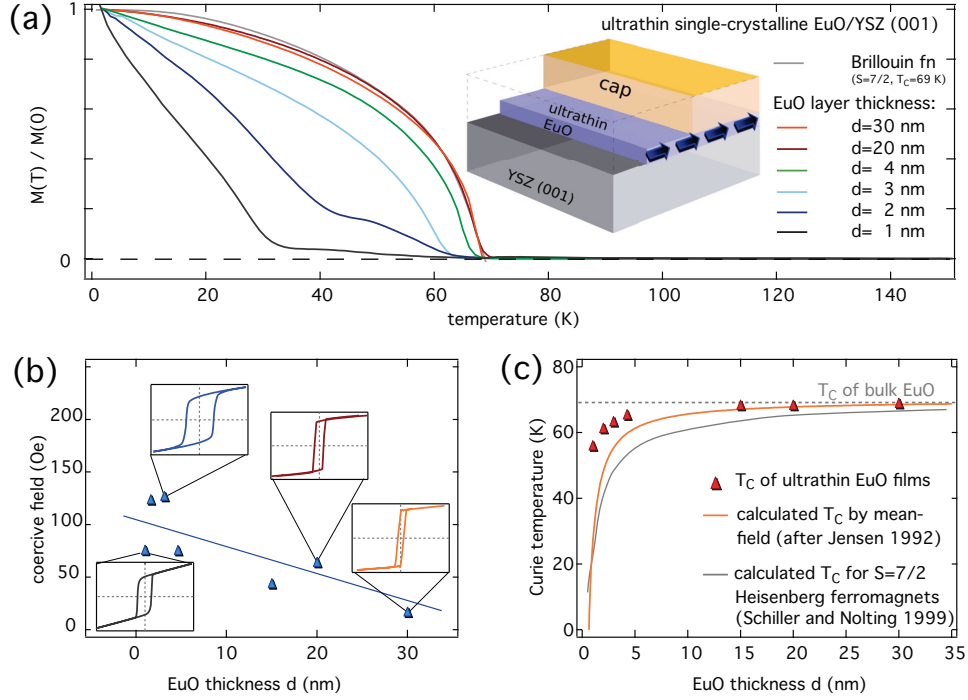 (a)
ultrathin single-crystalline EuO/YSZ (001)
Brillouin fn
(S=7/2, T_C=69 K)
EuO layer thickness:
d=30 nm
d=20 nm
d= 4 nm
d= 3 nm
d= 2 nm
d= 1 nm
cap
ultrathin
EuO
YSZ (001)
M(T) / M(0)
1
0
0
20
40
60
80
100
120
140
temperature (K)
(b)
coercive field (Oe)
200
150
100
50
0
0
10
20
30
EuO thickness d (nm)
(c)
Curie temperature (K)
80
60
40
20
0
T_C of bulk EuO
T_C of ultrathin EuO films
calculated T_C by mean-
field (after Jensen 1992)
calculated T_C for S=7/2
Heisenberg ferromagnets
(Schiller and Nolting 1999)
0
5
10
15
20
25
30
35
EuO thickness d (nm)